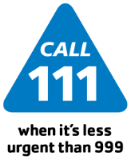 CALL
111
when it's less
urgent than 999